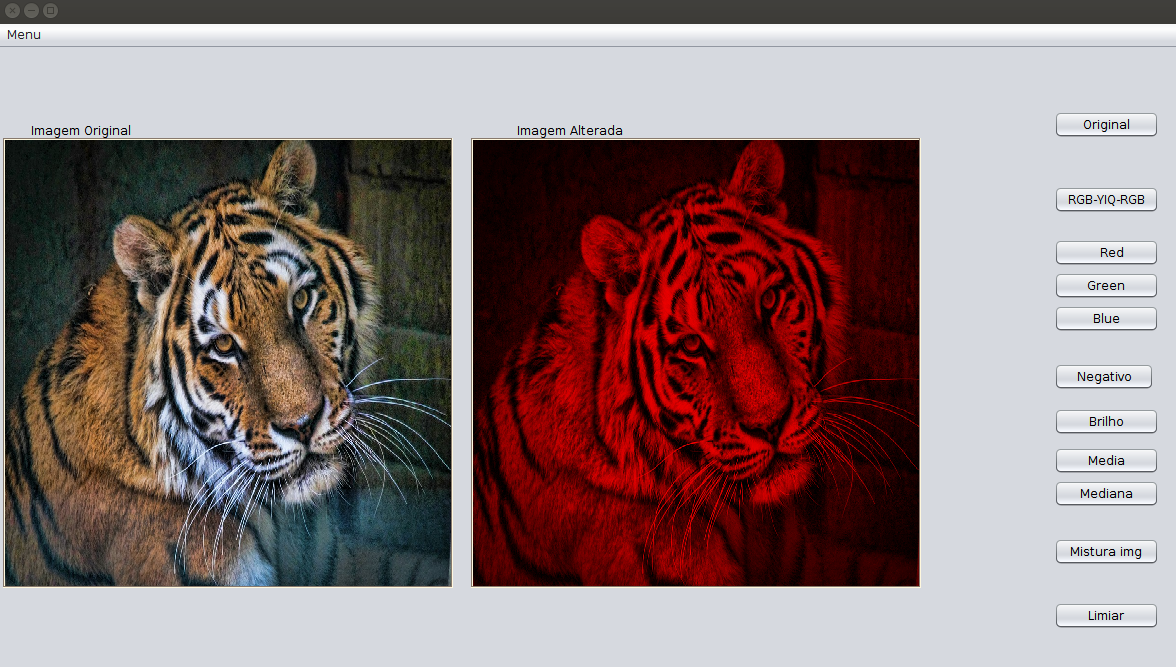 Menu
Imagem Original
Imagem Alterada
Original
RGB-YIQ-RGB
Red
Green
Blue
Negativo
Brilho
Media
Mediana
Mistura img
Limiar